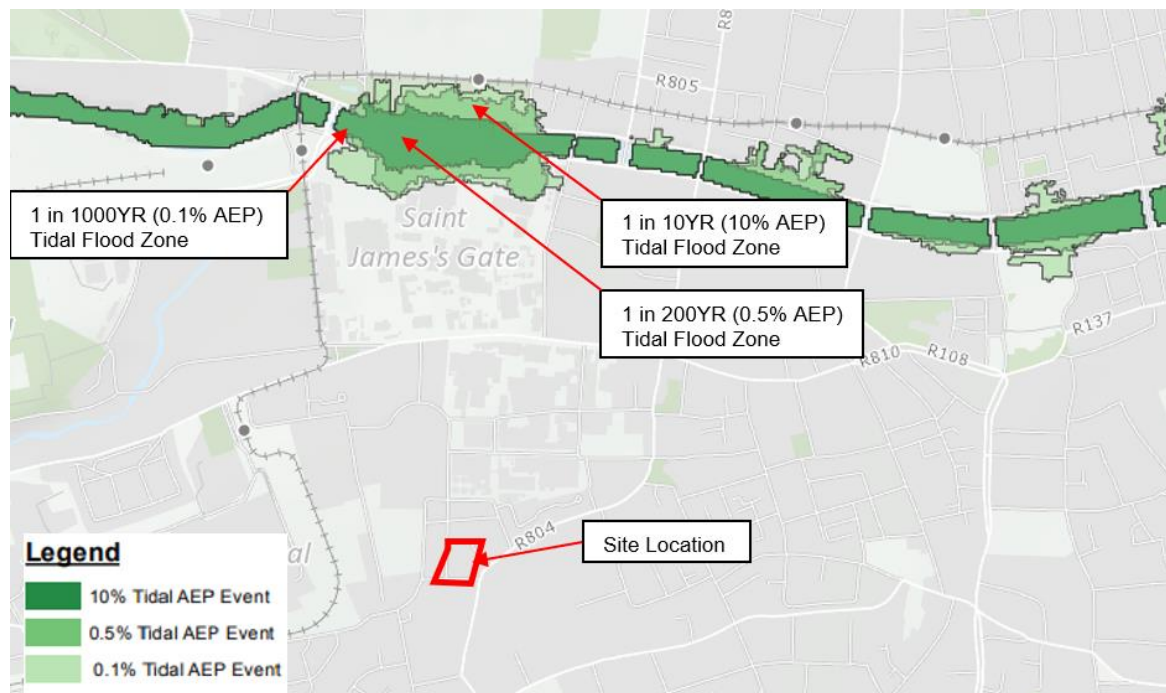 R8
R805
1 in 1000YR (0.1% AEP)
Tidal Flood Zone
Saint
James's Gate
1 in 10YR (10% AEP)
Tidal Flood Zone
1 in 200YR (0.5% AEP)
Tidal Flood Zone
R137
R810
R108
R804
Site Location
Legend
al
10% Tidal AEP Event
0.5% Tidal AEP Event
0.1% Tidal AEP Event